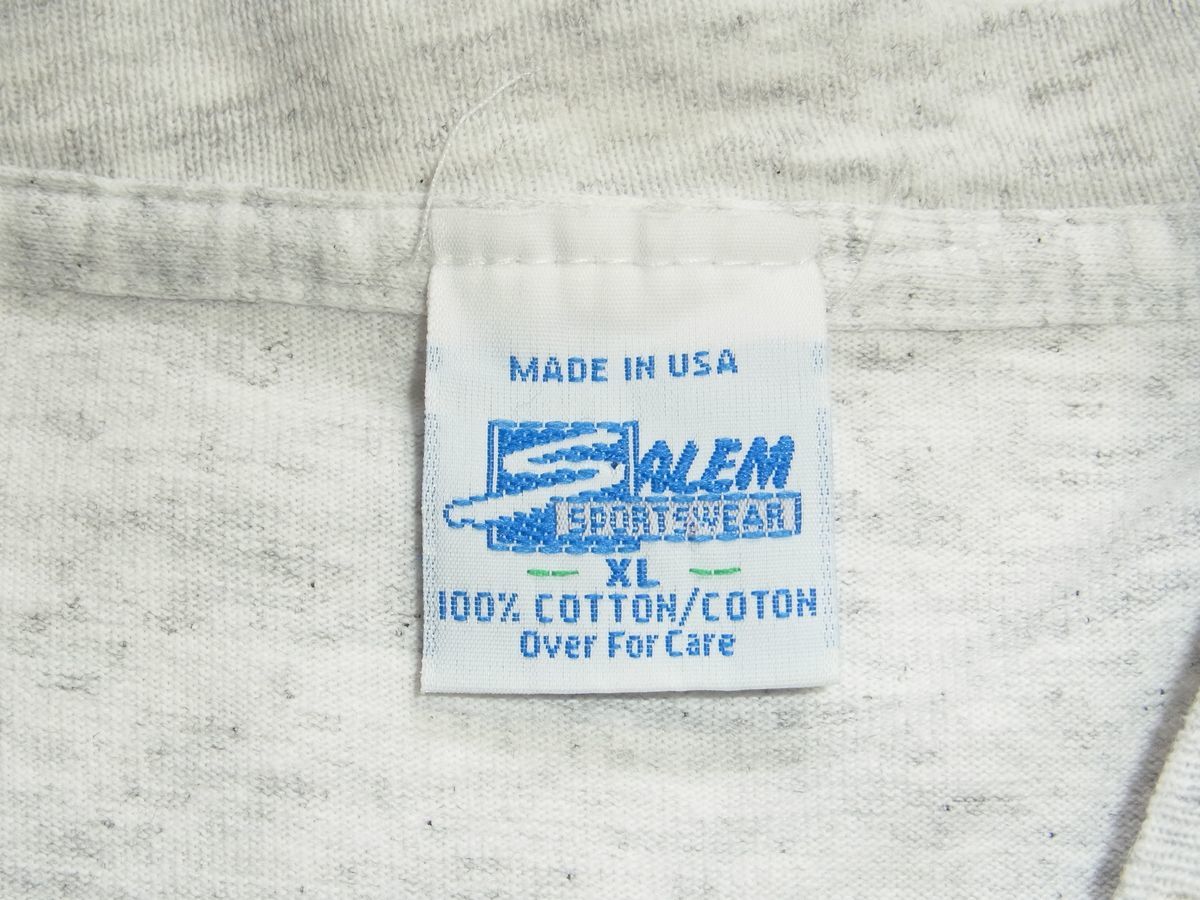 MADE IN USA
SALEM
SPORTSWEAR
XL
100% COTTON/COTON
Over For Care